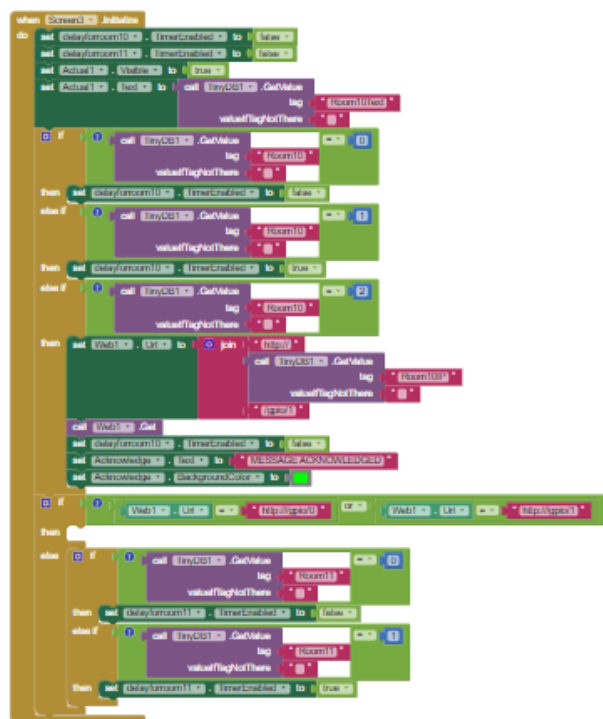 when Screen3 .Initialize
do set delayforroom10 . TimerEnabled to false
set delayforroom11 . TimerEnabled to false
set Actual1 . Visible to true
set Actual1 . Text to call TinyDB1 .GetValue
tag " Room10Text "
valueIfTagNotThere " "
if call TinyDB1 .GetValue = 0
tag " Room10 "
valueIfTagNotThere " "
then set delayforroom10 . TimerEnabled to false
else if call TinyDB1 .GetValue = 1
tag " Room10 "
valueIfTagNotThere " "
then set delayforroom10 . TimerEnabled to true
else if call TinyDB1 .GetValue = 2
tag " Room10 "
valueIfTagNotThere " "
then set Web1 . Url to join " http:// "
call TinyDB1 .GetValue
tag " Room10IP "
valueIfTagNotThere " "
" /gpio/1 "
call Web1 .Get
set delayforroom10 . TimerEnabled to false
set Acknowledge . Text to " MESSAGE ACKNOWLEDGED "
set Acknowledge . BackgroundColor to
if Web1 . Url = " http:///gpio/0 " or Web1 . Url = " http:///gpio/1 "
then
else if call TinyDB1 .GetValue = 0
tag " Room11 "
valueIfTagNotThere " "
then set delayforroom11 . TimerEnabled to false
else if call TinyDB1 .GetValue = 1
tag " Room11 "
valueIfTagNotThere " "
then set delayforroom11 . TimerEnabled to true